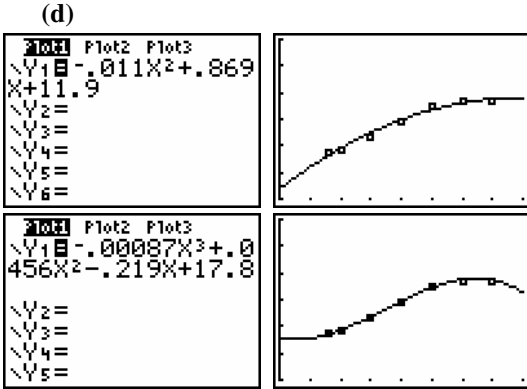 (d)
Plot1 Plot2 Plot3
\Y₁=-.011X²+.869
X+11.9
\Y₂=
\Y₃=
\Y₄=
\Y₅=
\Y₆=
Plot1 Plot2 Plot3
\Y₁=-.00087X³+.0
456X²-.219X+17.8
\Y₂=
\Y₃=
\Y₄=
\Y₅=